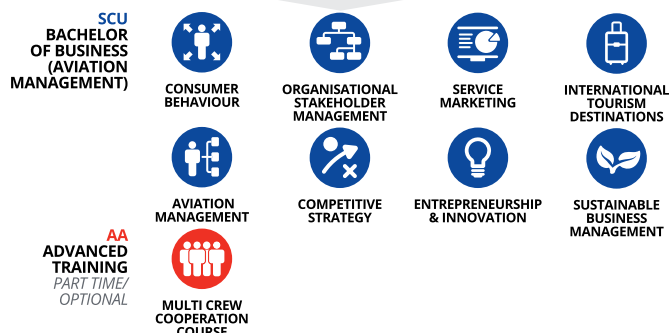 SCU
BACHELOR
OF BUSINESS
(AVIATION
MANAGEMENT)
CONSUMER
BEHAVIOUR
ORGANISATIONAL
STAKEHOLDER
MANAGEMENT
SERVICE
MARKETING
INTERNATIONAL
TOURISM
DESTINATIONS
AVIATION
MANAGEMENT
COMPETITIVE
STRATEGY
ENTREPRENEURSHIP
& INNOVATION
SUSTAINABLE
BUSINESS
MANAGEMENT
AA
ADVANCED
TRAINING
PART TIME/
OPTIONAL
MULTI CREW
COOPERATION
COURSE